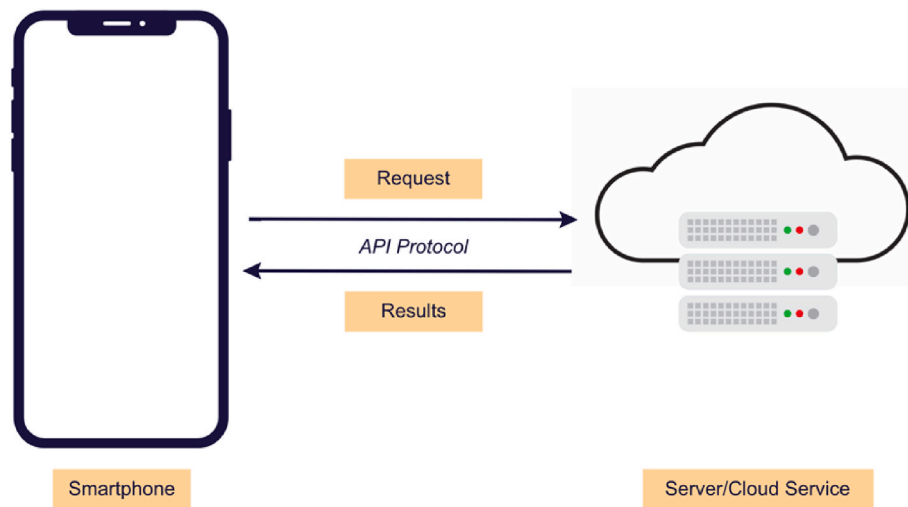 Request
API Protocol
Results
Smartphone
Server/Cloud Service